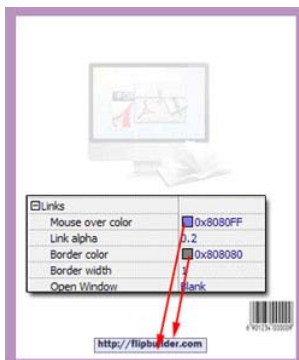 Links
Mouse over color 0x8080FF
Link alpha 0.2
Border color 0x808080
Border width 1
Open Window Blank
http://flipbuilder.com